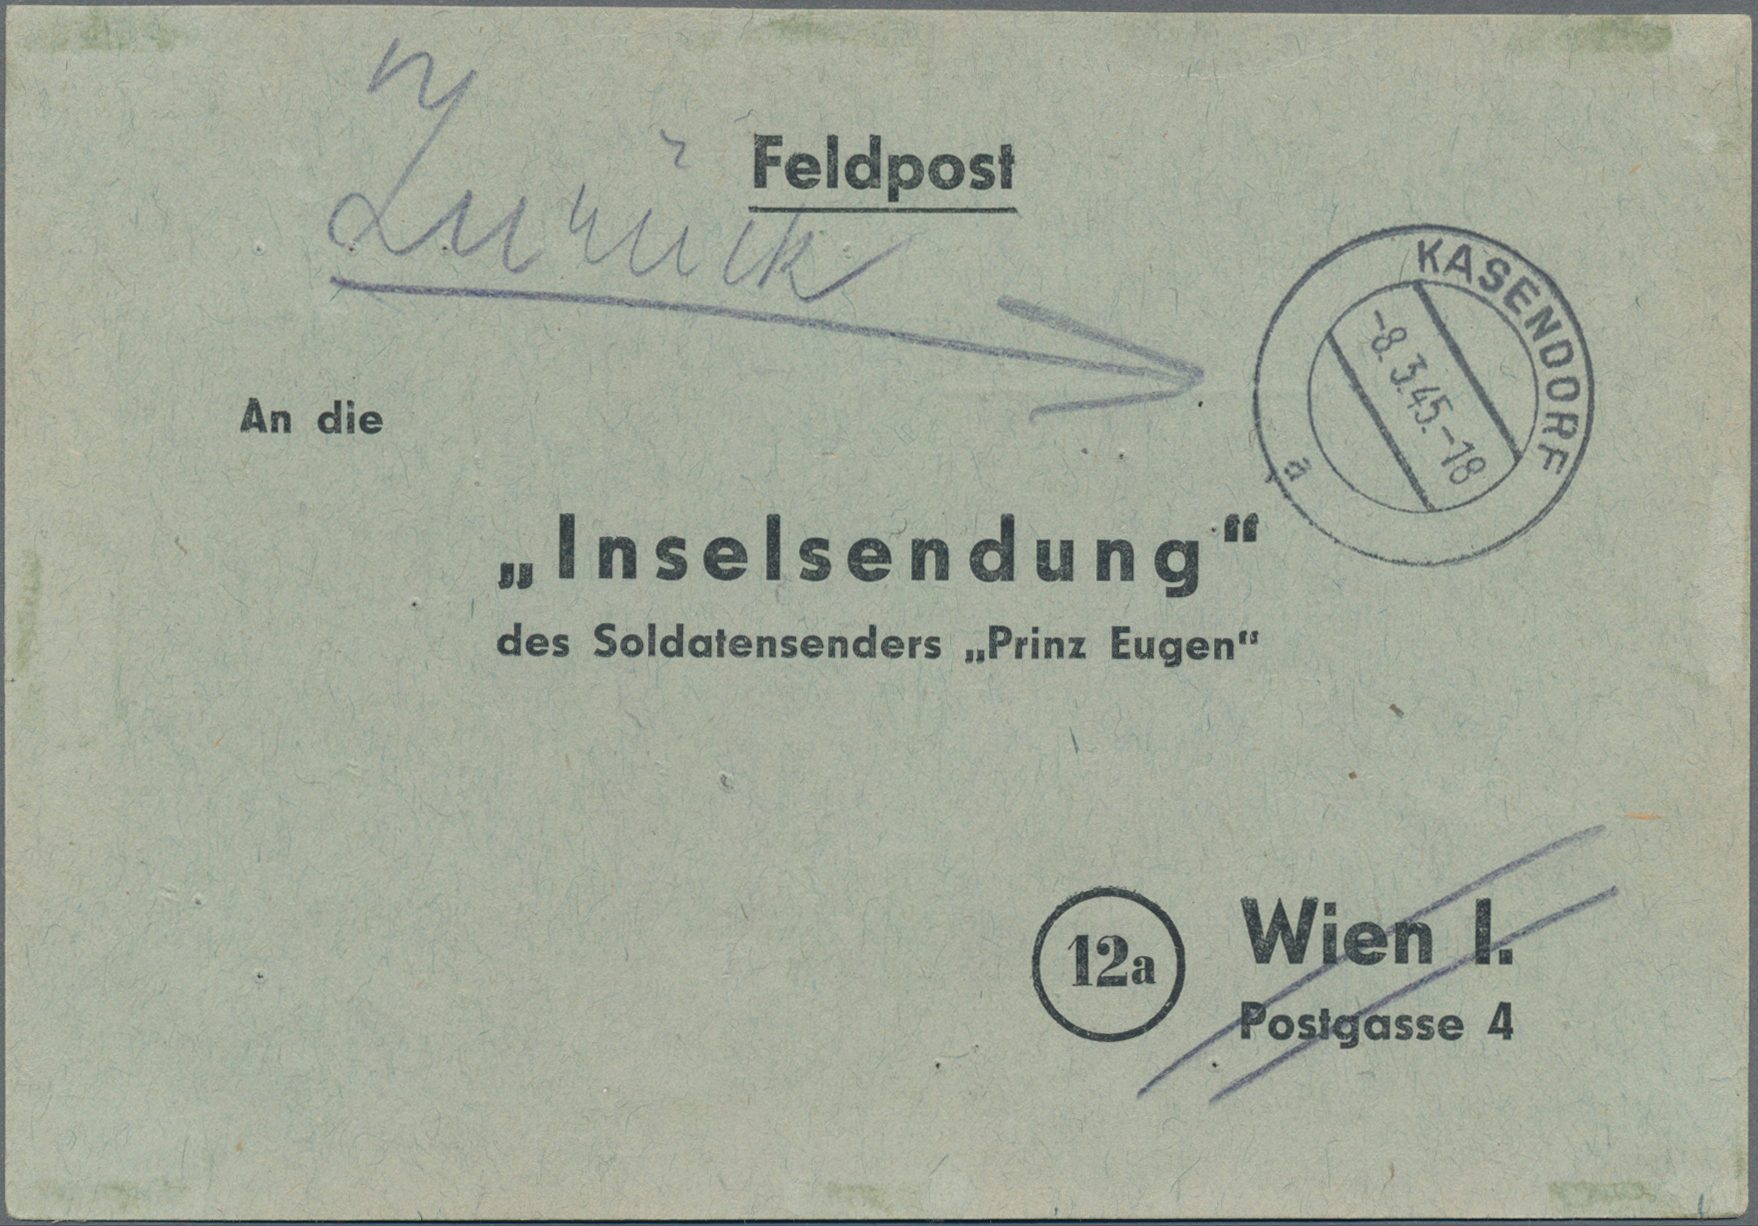 Feldpost
Zurück
KASENDORF
-8.3.45.-18
a
An die
„Inselsendung“
des Soldatensenders „Prinz Eugen“
12a
Wien I.
Postgasse 4